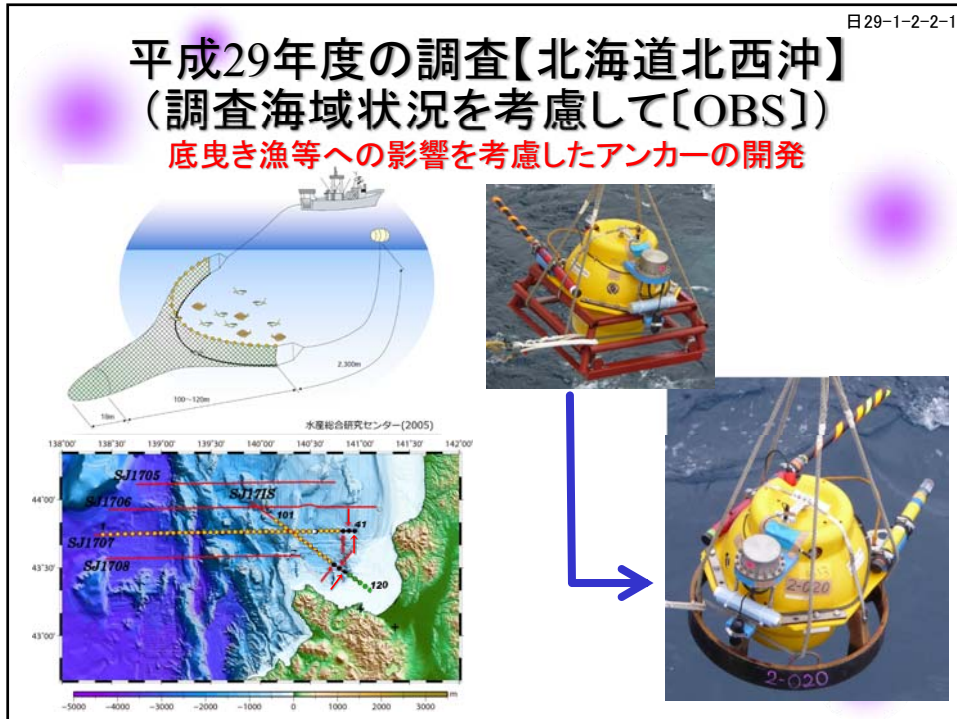 日29-1-2-2-1
平成29年度の調査【北海道北西沖】
（調査海域状況を考慮して〔OBS〕）
底曳き漁等への影響を考慮したアンカーの開発
2,300m
100～120m
18m
水産総合研究センター(2005)
138°00' 138°30' 139°00' 139°30' 140°00' 140°30' 141°00' 141°30' 142°00'
44°00'
43°30'
43°00'
SJ1705
SJ1706
SJ17IS
101
41
1
SJ1707
SJ1708
120
-5000 -4000 -3000 -2000 -1000 0 1000 2000 3000 m
2-020
2-020